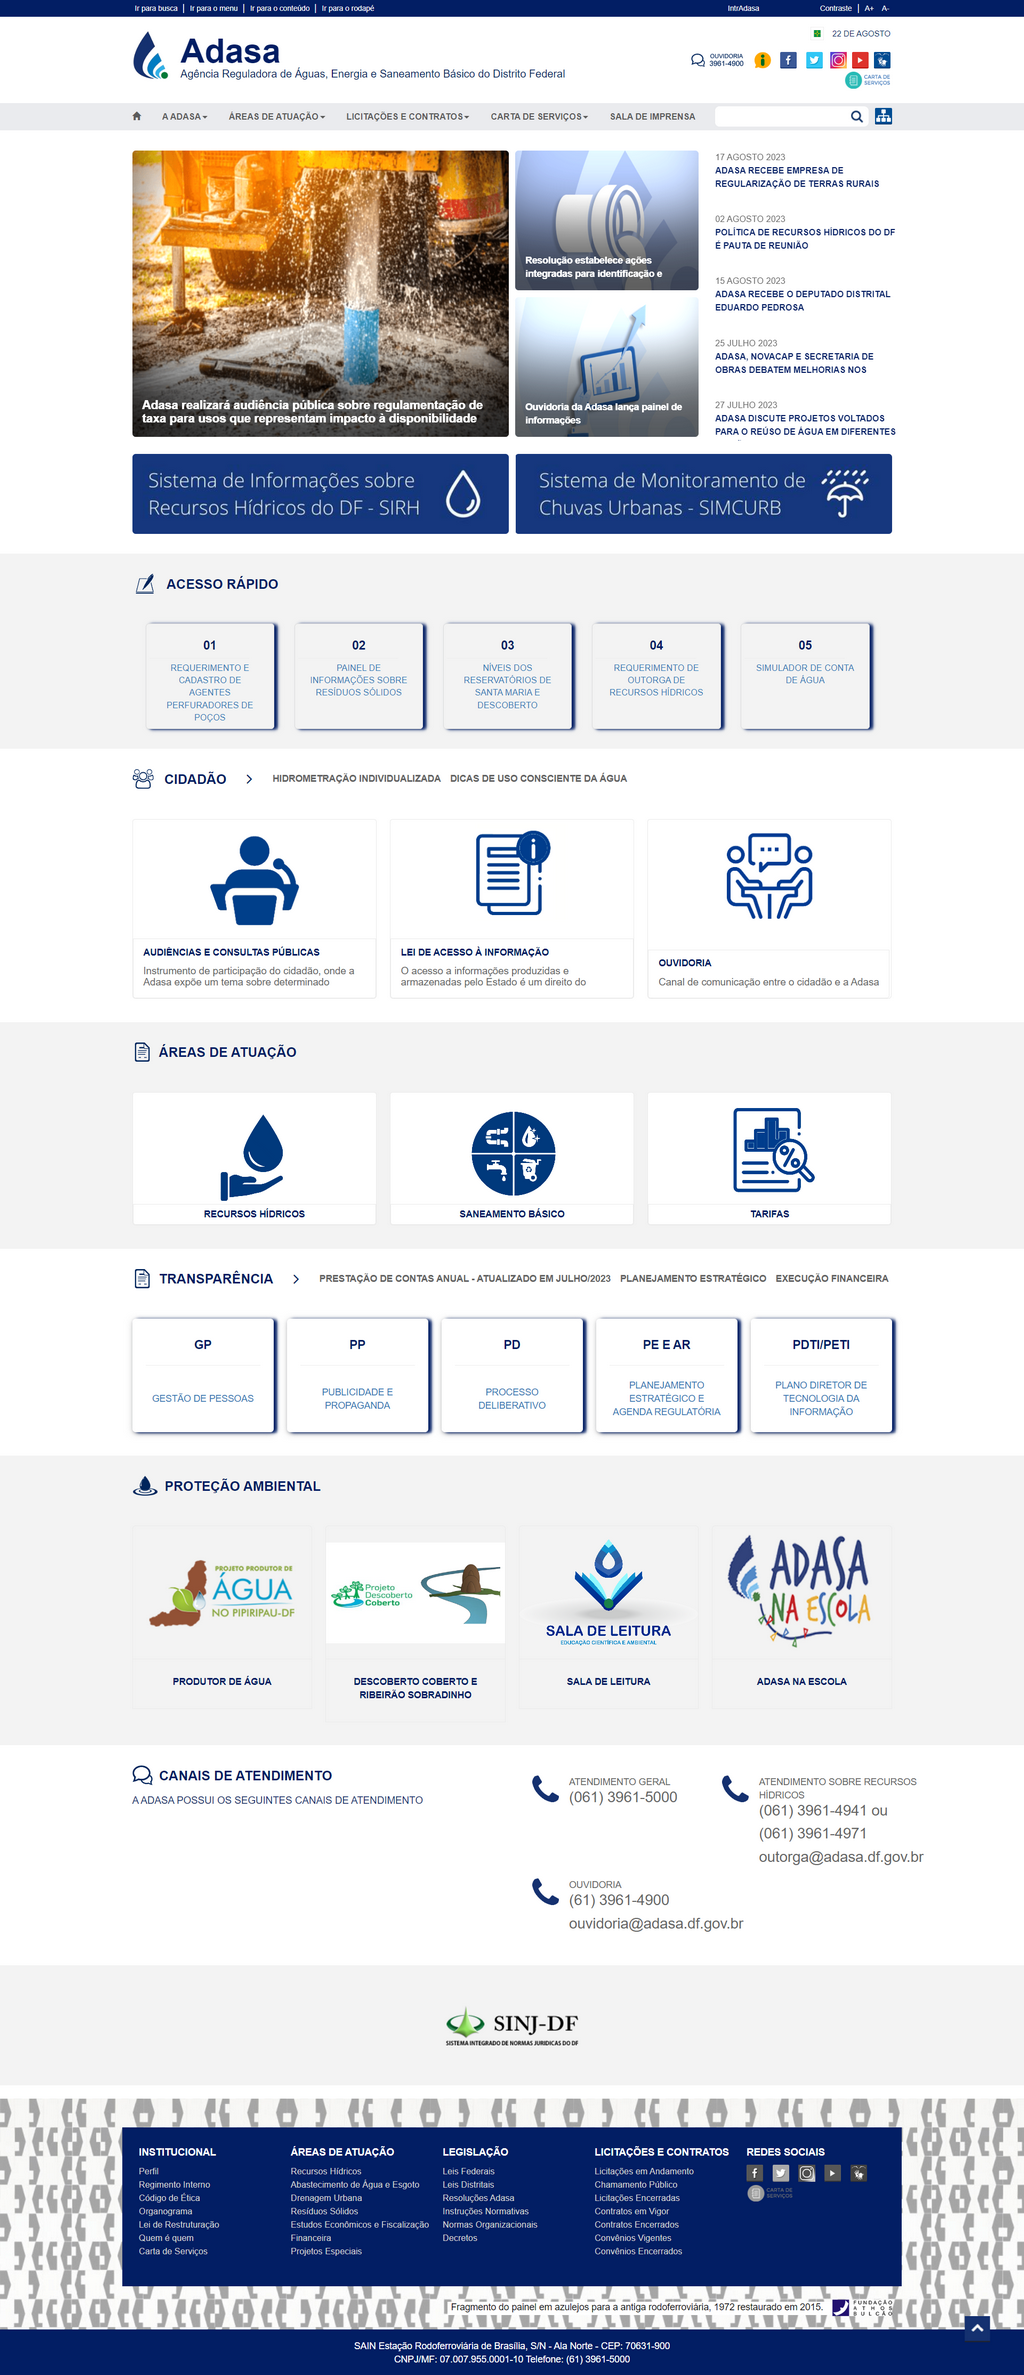 Ir para busca | Ir para o menu | Ir para o conteúdo | Ir para o rodapé
IntrAdasa
Contraste | A+ A-
22 DE AGOSTO
Adasa
Agência Reguladora de Águas, Energia e Saneamento Básico do Distrito Federal
OUVIDORIA
3961-4900
CARTA DE
SERVIÇOS
A ADASA
ÁREAS DE ATUAÇÃO
LICITAÇÕES E CONTRATOS
CARTA DE SERVIÇOS
SALA DE IMPRENSA
Adasa realizará audiência pública sobre regulamentação de
taxa para usos que representam impacto à disponibilidade
Resolução estabelece ações
integradas para identificação e
Ouvidoria da Adasa lança painel de
informações
17 AGOSTO 2023
ADASA RECEBE EMPRESA DE
REGULARIZAÇÃO DE TERRAS RURAIS
02 AGOSTO 2023
POLÍTICA DE RECURSOS HÍDRICOS DO DF
É PAUTA DE REUNIÃO
15 AGOSTO 2023
ADASA RECEBE O DEPUTADO DISTRITAL
EDUARDO PEDROSA
25 JULHO 2023
ADASA, NOVACAP E SECRETARIA DE
OBRAS DEBATEM MELHORIAS NOS
27 JULHO 2023
ADASA DISCUTE PROJETOS VOLTADOS
PARA O REÚSO DE ÁGUA EM DIFERENTES
Sistema de Informações sobre
Recursos Hídricos do DF - SIRH
Sistema de Monitoramento de
Chuvas Urbanas - SIMCURB
ACESSO RÁPIDO
01
REQUERIMENTO E
CADASTRO DE
AGENTES
PERFURADORES DE
POÇOS
02
PAINEL DE
INFORMAÇÕES SOBRE
RESÍDUOS SÓLIDOS
03
NÍVEIS DOS
RESERVATÓRIOS DE
SANTA MARIA E
DESCOBERTO
04
REQUERIMENTO DE
OUTORGA DE
RECURSOS HÍDRICOS
05
SIMULADOR DE CONTA
DE ÁGUA
CIDADÃO
HIDROMETRAÇÃO INDIVIDUALIZADA
DICAS DE USO CONSCIENTE DA ÁGUA
AUDIÊNCIAS E CONSULTAS PÚBLICAS
Instrumento de participação do cidadão, onde a
Adasa expõe um tema sobre determinado
LEI DE ACESSO À INFORMAÇÃO
O acesso a informações produzidas e
armazenadas pelo Estado é um direito do
OUVIDORIA
Canal de comunicação entre o cidadão e a Adasa
ÁREAS DE ATUAÇÃO
RECURSOS HÍDRICOS
SANEAMENTO BÁSICO
TARIFAS
TRANSPARÊNCIA
PRESTAÇÃO DE CONTAS ANUAL - ATUALIZADO EM JULHO/2023
PLANEJAMENTO ESTRATÉGICO
EXECUÇÃO FINANCEIRA
GP
GESTÃO DE PESSOAS
PP
PUBLICIDADE E
PROPAGANDA
PD
PROCESSO
DELIBERATIVO
PE E AR
PLANEJAMENTO
ESTRATÉGICO E
AGENDA REGULATÓRIA
PDTI/PETI
PLANO DIRETOR DE
TECNOLOGIA DA
INFORMAÇÃO
PROTEÇÃO AMBIENTAL
PROJETO PRODUTOR DE
ÁGUA
NO PIPIRIPAU-DF
PRODUTOR DE ÁGUA
Projeto
Descoberto
Coberto
DESCOBERTO COBERTO E
RIBEIRÃO SOBRADINHO
SALA DE LEITURA
EDUCAÇÃO CIENTÍFICA E AMBIENTAL
SALA DE LEITURA
ADASA
NA ESCOLA
ADASA NA ESCOLA
CANAIS DE ATENDIMENTO
A ADASA POSSUI OS SEGUINTES CANAIS DE ATENDIMENTO
ATENDIMENTO GERAL
(061) 3961-5000
ATENDIMENTO SOBRE RECURSOS
HÍDRICOS
(061) 3961-4941 ou
(061) 3961-4971
outorga@adasa.df.gov.br
OUVIDORIA
(61) 3961-4900
ouvidoria@adasa.df.gov.br
SINJ-DF
SISTEMA INTEGRADO DE NORMAS JURIDICAS DO DF
INSTITUCIONAL
Perfil
Regimento Interno
Código de Ética
Organograma
Lei de Restruturação
Quem é quem
Carta de Serviços
ÁREAS DE ATUAÇÃO
Recursos Hídricos
Abastecimento de Água e Esgoto
Drenagem Urbana
Resíduos Sólidos
Estudos Econômicos e Fiscalização
Financeira
Projetos Especiais
LEGISLAÇÃO
Leis Federais
Leis Distritais
Resoluções Adasa
Instruções Normativas
Normas Organizacionais
Decretos
LICITAÇÕES E CONTRATOS
Licitações em Andamento
Chamamento Público
Licitações Encerradas
Contratos em Vigor
Contratos Encerrados
Convênios Vigentes
Convênios Encerrados
REDES SOCIAIS
CARTA DE
SERVIÇOS
Fragmento do painel em azulejos para a antiga rodoferroviária, 1972 restaurado em 2015.
FUNDAÇÃO
ATHOS
BULCÃO
SAIN Estação Rodoferroviária de Brasília, S/N - Ala Norte - CEP: 70631-900
CNPJ/MF: 07.007.955.0001-10 Telefone: (61) 3961-5000